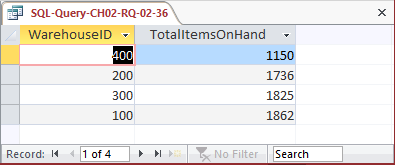 SQL-Query-CH02-RQ-02-36
WarehouseID TotalItemsOnHand
400 1150
200 1736
300 1825
100 1862
Record: 1 of 4 No Filter Search